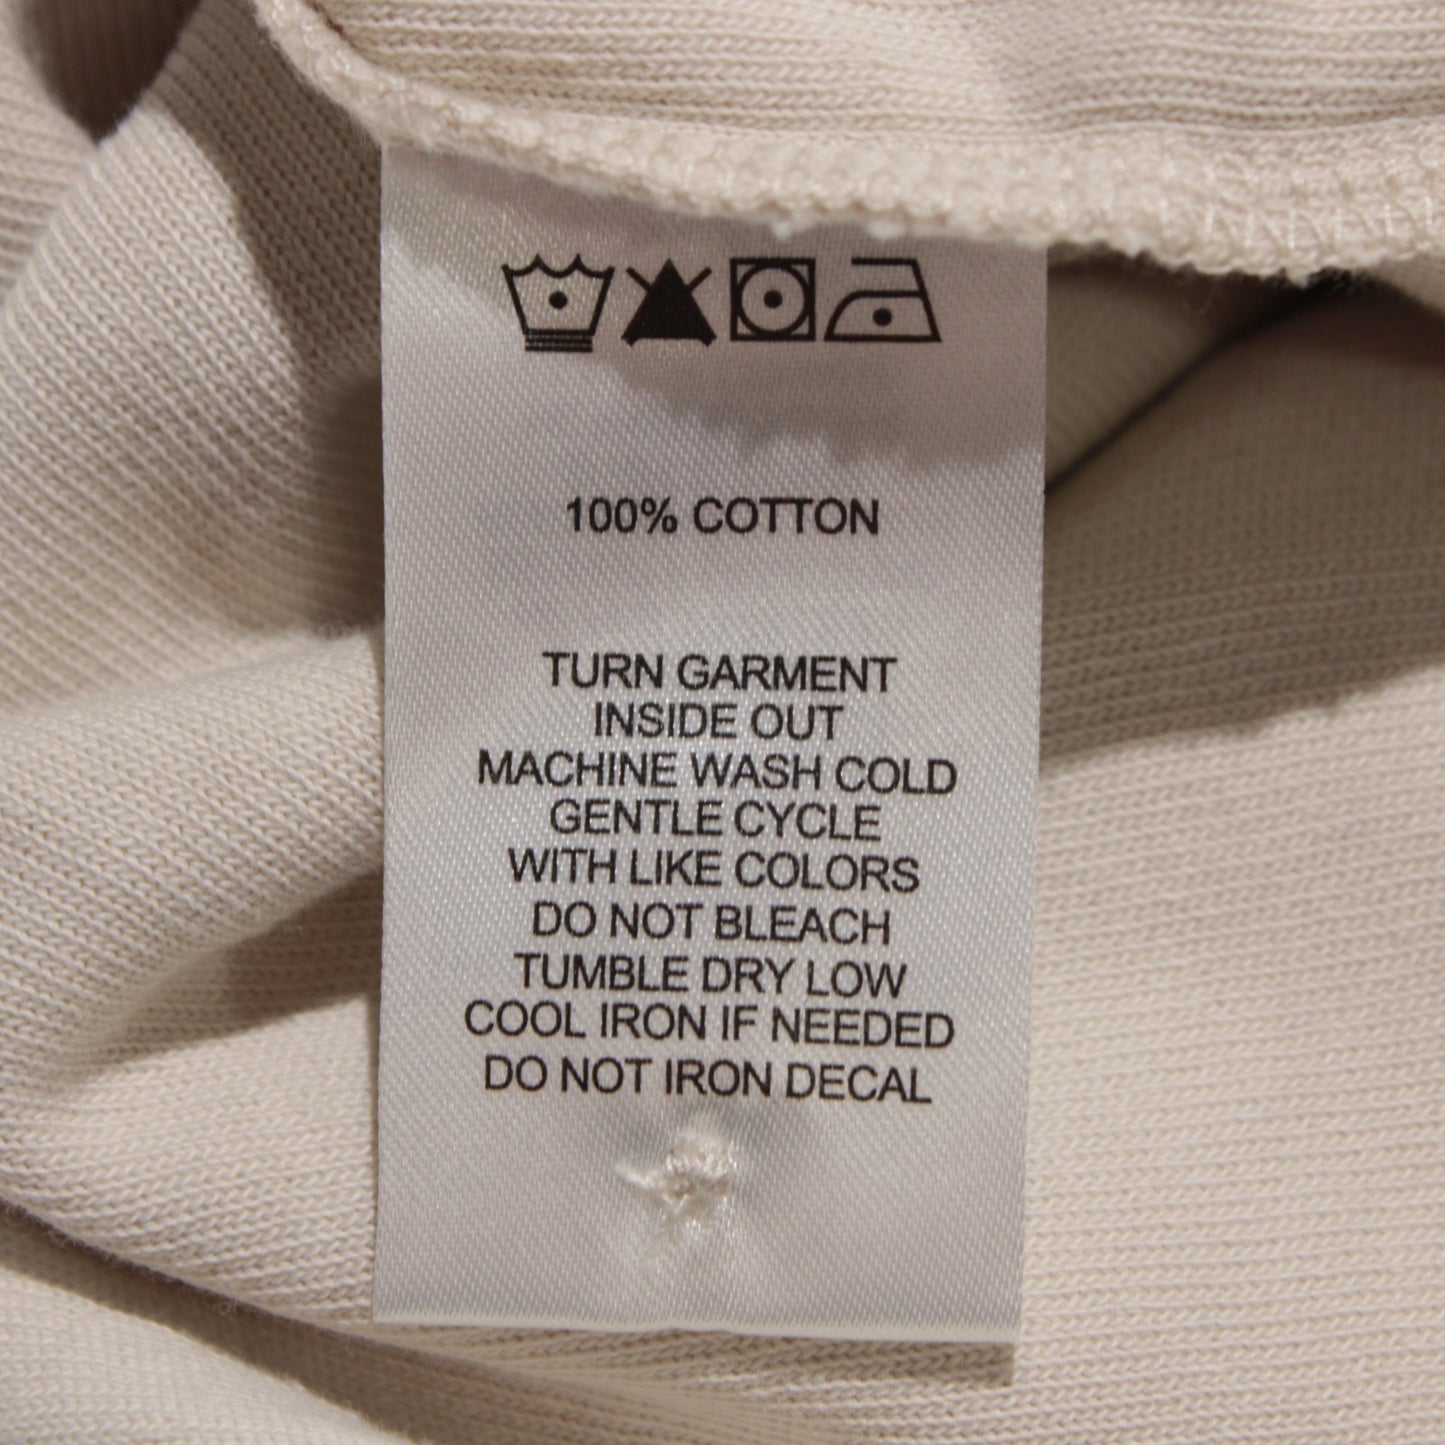 100% COTTON
TURN GARMENT
INSIDE OUT
MACHINE WASH COLD
GENTLE CYCLE
WITH LIKE COLORS
DO NOT BLEACH
TUMBLE DRY LOW
COOL IRON IF NEEDED
DO NOT IRON DECAL